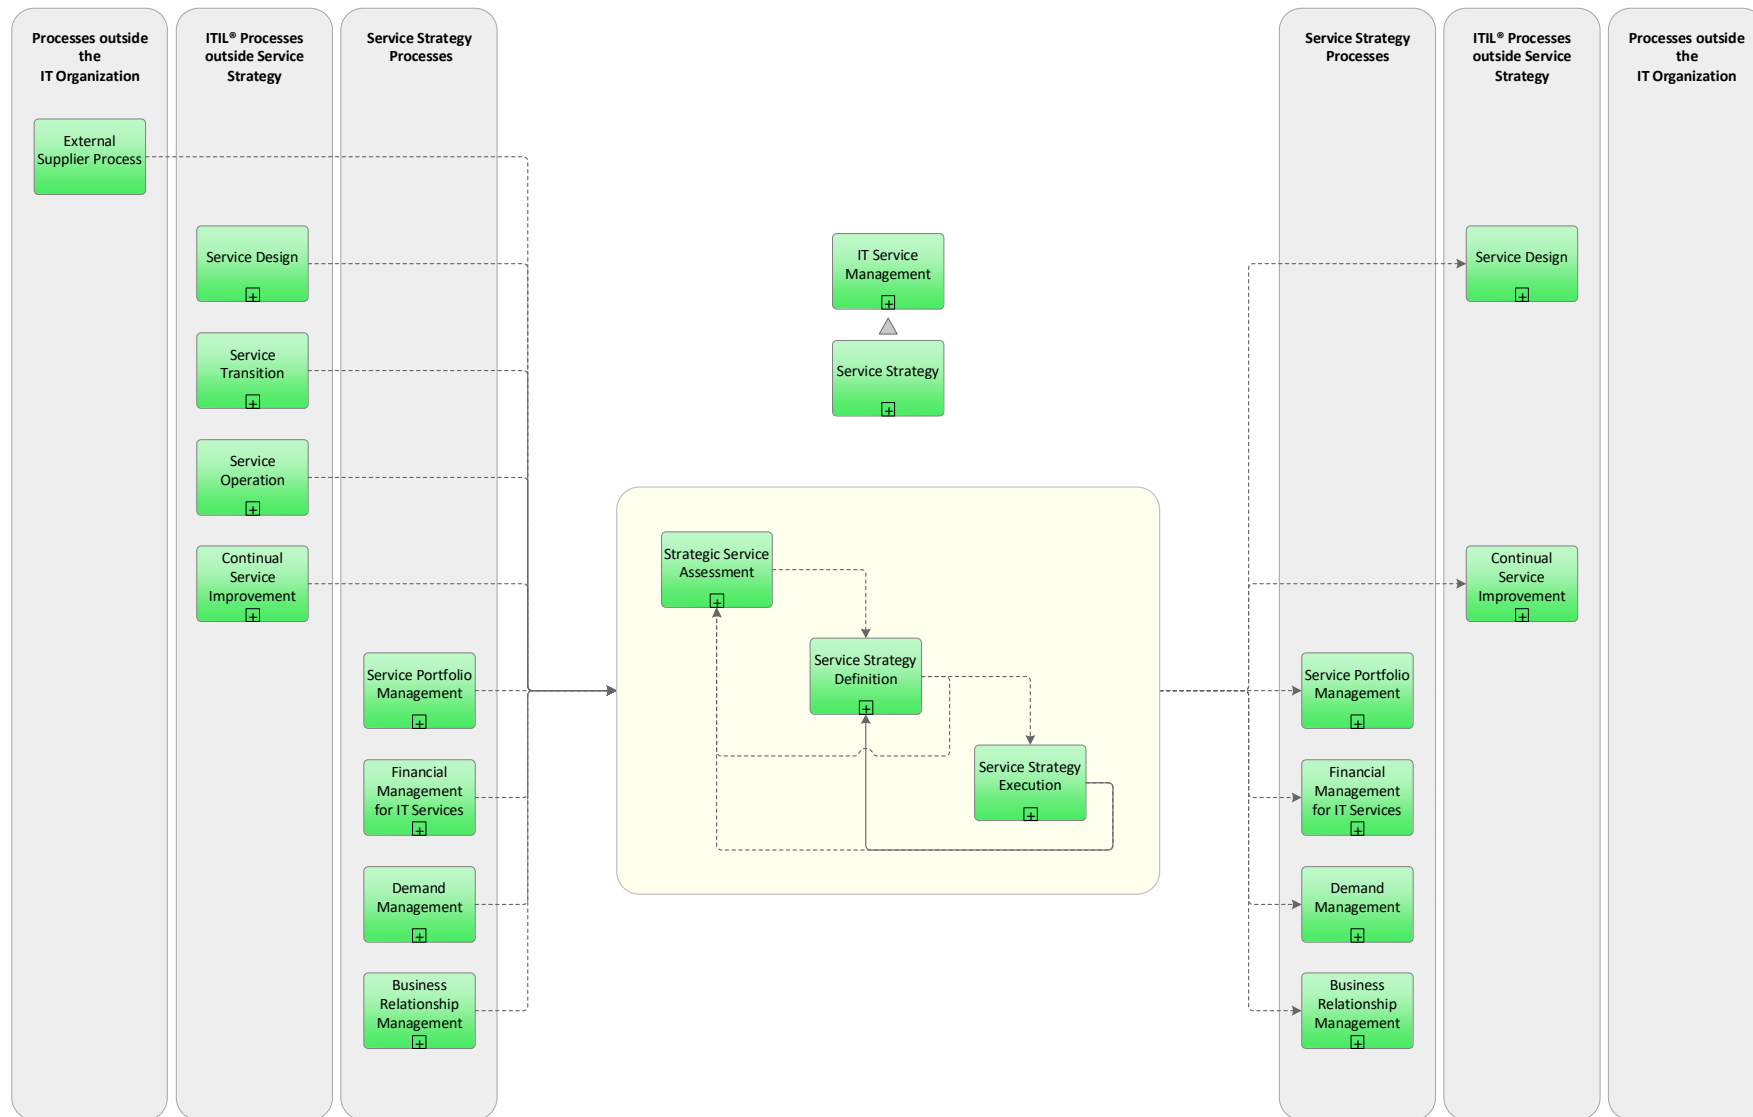 Processes outside
the
IT Organization
ITIL® Processes
outside Service
Strategy
Service Strategy
Processes
Service Strategy
Processes
ITIL® Processes
outside Service
Strategy
Processes outside
the
IT Organization
External
Supplier Process
Service Design
Service
Transition
Service
Operation
Continual
Service
Improvement
Service Portfolio
Management
Financial
Management
for IT Services
Demand
Management
Business
Relationship
Management
IT Service
Management
Service Strategy
Strategic Service
Assessment
Service Strategy
Definition
Service Strategy
Execution
Service Design
Continual
Service
Improvement
Service Portfolio
Management
Financial
Management
for IT Services
Demand
Management
Business
Relationship
Management